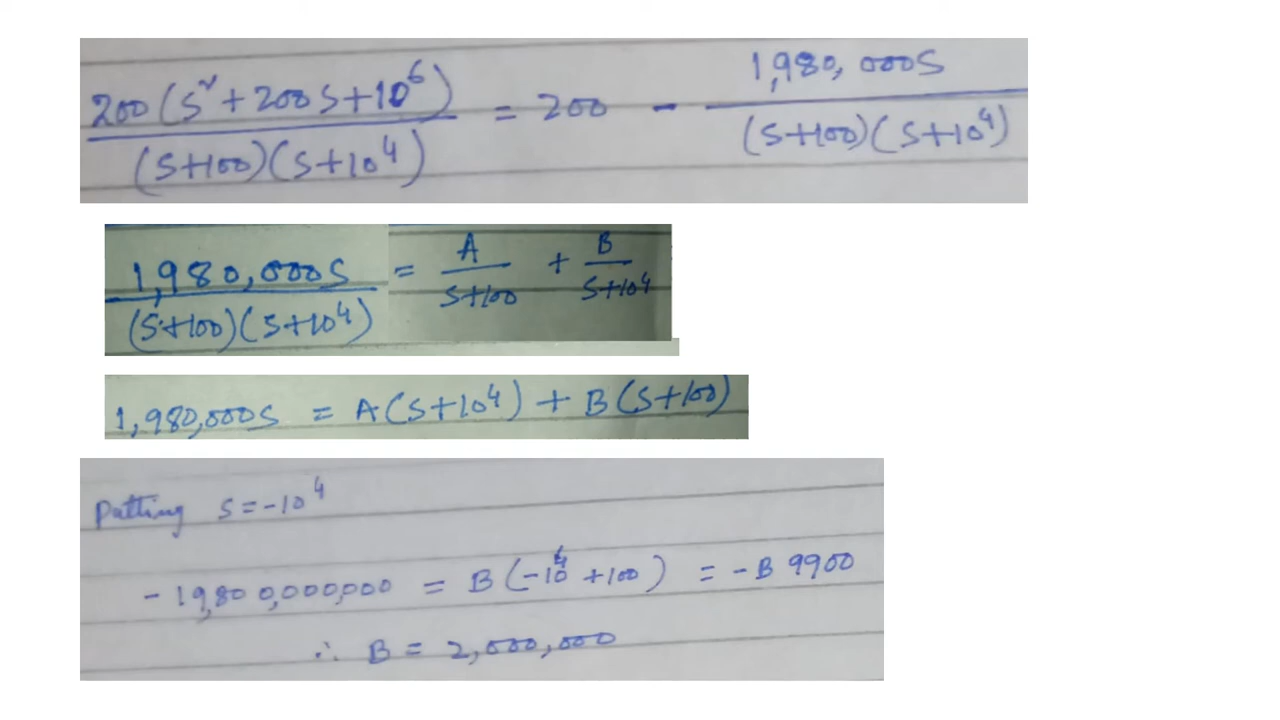 200(s²+200s+10⁶) / (s+100)(s+10⁴) = 200 - 1,980,000s / (s+100)(s+10⁴)
1,980,000s / (s+100)(s+10⁴) = A / s+100 + B / s+10⁴
1,980,000s = A(s+10⁴) + B(s+100)
Putting s=-10⁴
-19,800,000,000 = B(-10⁴+100) = -B 9900
∴ B = 2,000,000